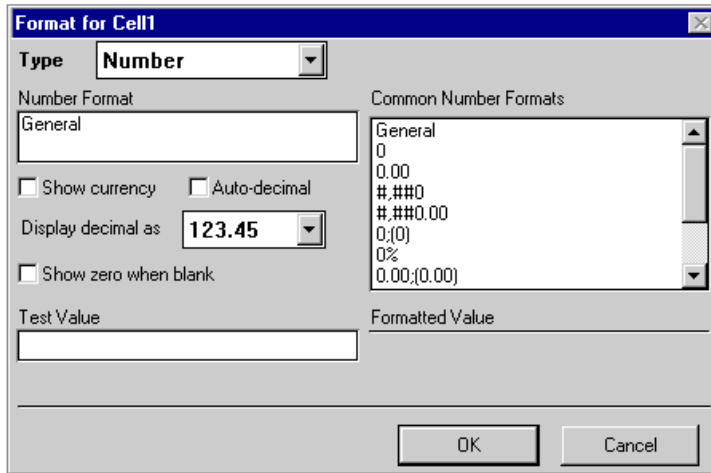 Format for Cell1
Type Number
Number Format
General
Common Number Formats
General
0
0.00
#,##0
#,##0.00
0;(0)
0%
0.00;(0.00)
Show currency Auto-decimal
Display decimal as 123.45
Show zero when blank
Test Value
Formatted Value
OK Cancel